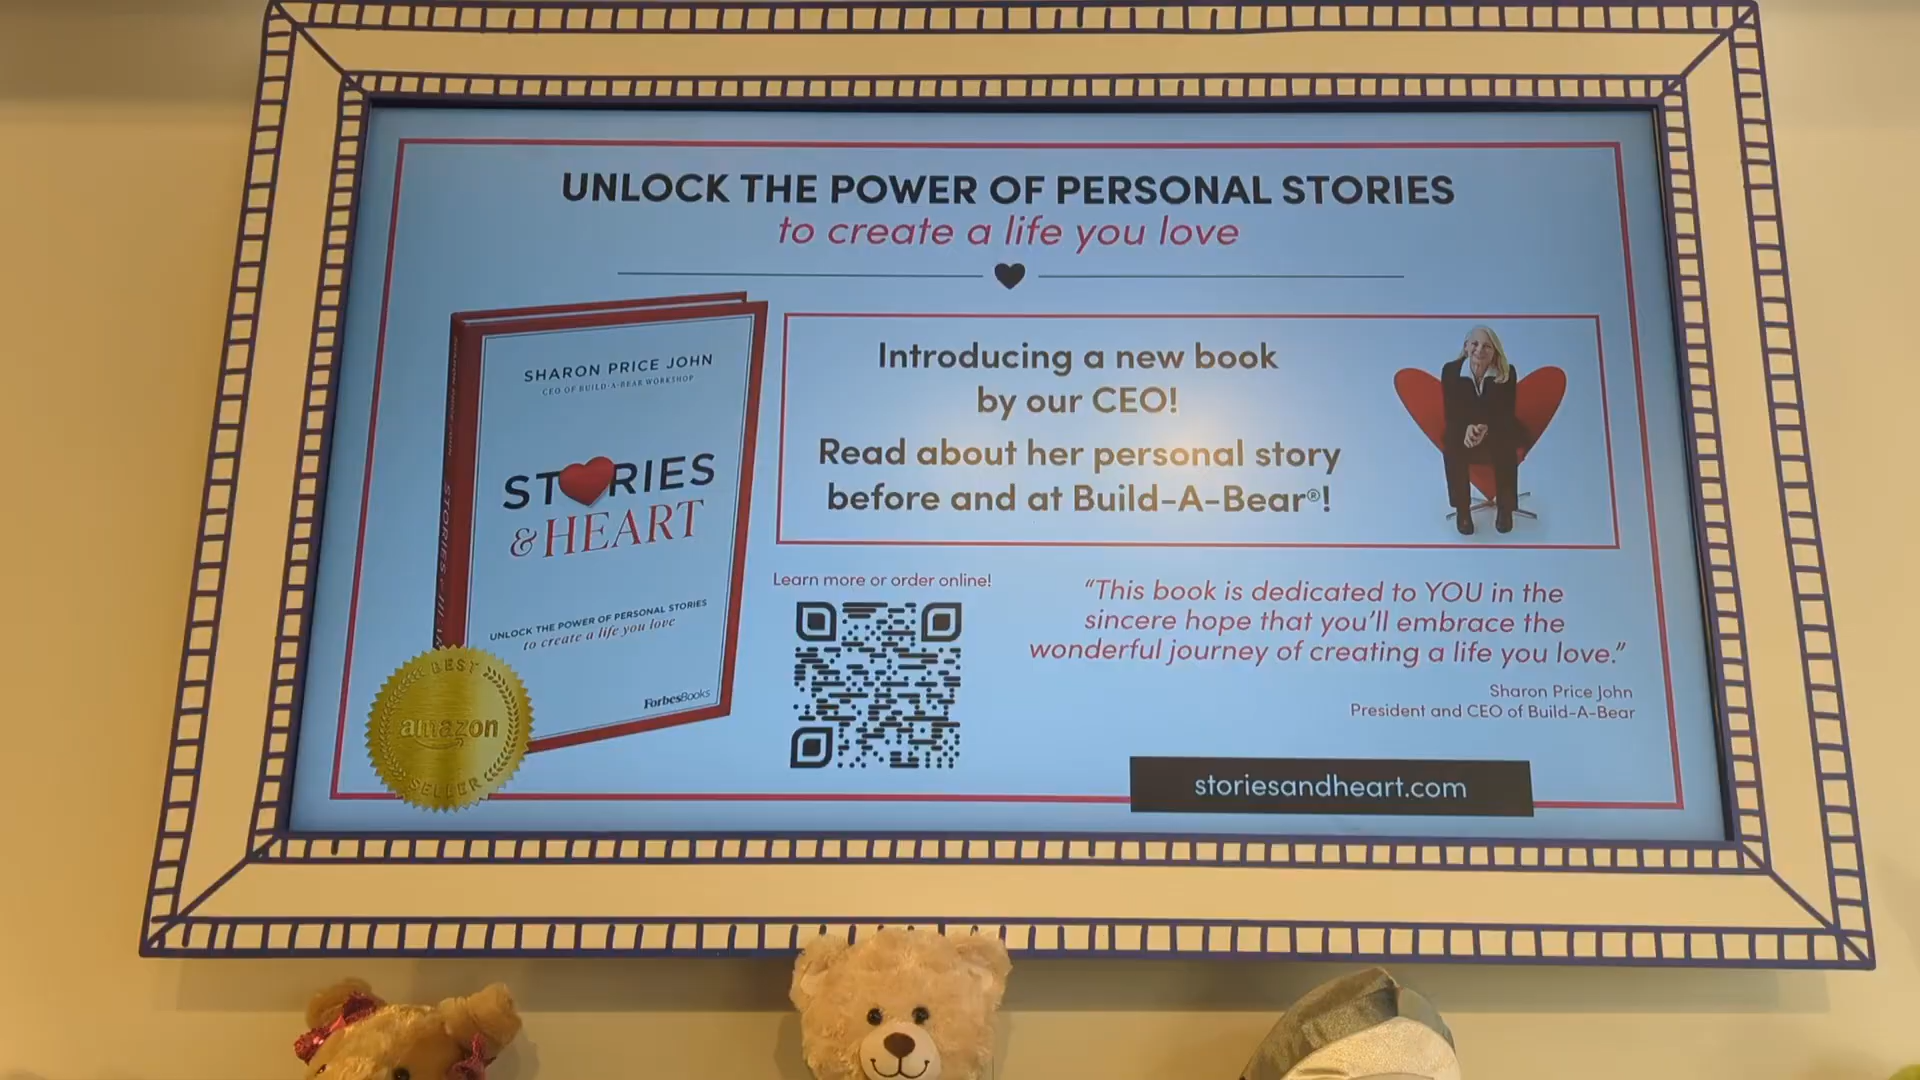 UNLOCK THE POWER OF PERSONAL STORIES
to create a life you love
SHARON PRICE JOHN
CEO OF BUILD-A-BEAR WORKSHOP
STORIES
& HEART
UNLOCK THE POWER OF PERSONAL STORIES
to create a life you love
ForbesBooks
BEST
amazon
SELLER
Introducing a new book
by our CEO!
Read about her personal story
before and at Build-A-Bear®!
Learn more or order online!
"This book is dedicated to YOU in the
sincere hope that you'll embrace the
wonderful journey of creating a life you love."
Sharon Price John
President and CEO of Build-A-Bear
storiesandheart.com